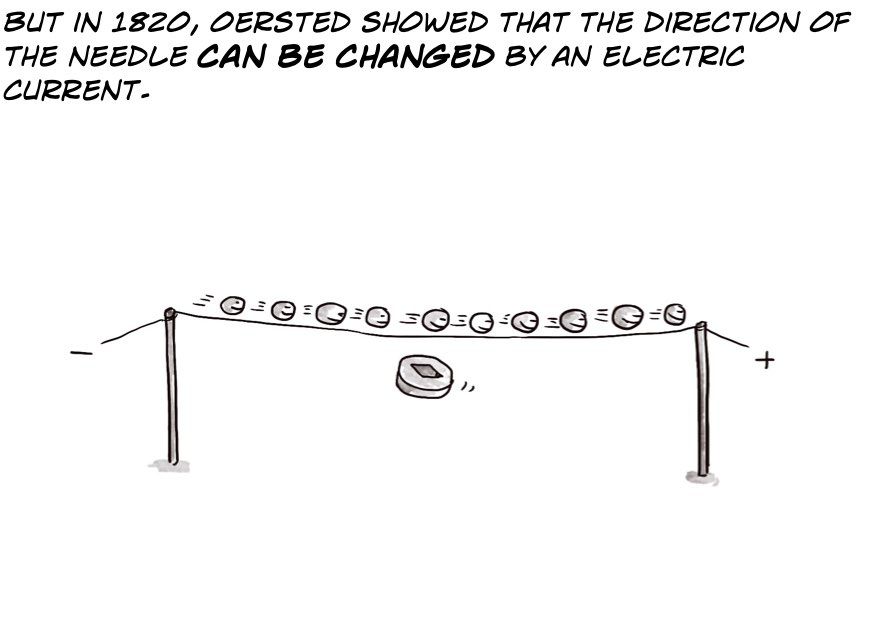 BUT IN 1820, OERSTED SHOWED THAT THE DIRECTION OF
THE NEEDLE CAN BE CHANGED BY AN ELECTRIC
CURRENT.
-
+